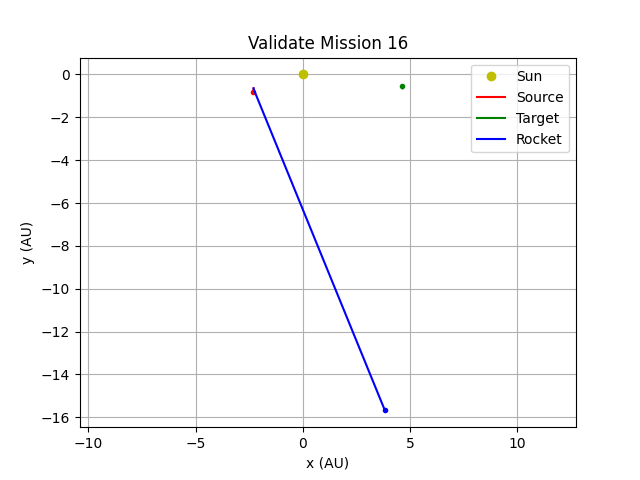 Validate Mission 16
Sun
Source
Target
Rocket
0
−2
−4
−6
−8
−10
−12
−14
−16
y (AU)
−10
−5
0
5
10
x (AU)